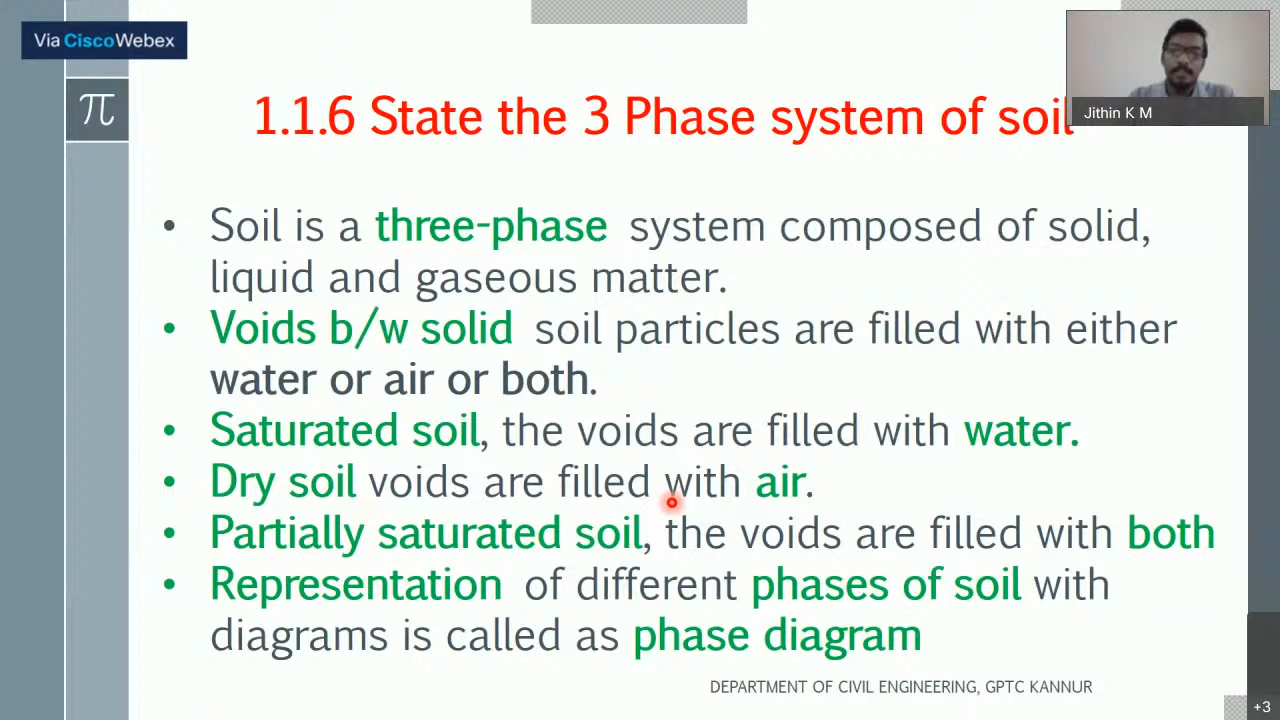 Via CiscoWebex
π
1.1.6 State the 3 Phase system of soil
Jithin K M
• Soil is a three-phase system composed of solid,
liquid and gaseous matter.
• Voids b/w solid soil particles are filled with either
water or air or both.
• Saturated soil, the voids are filled with water.
• Dry soil voids are filled with air.
• Partially saturated soil, the voids are filled with both
• Representation of different phases of soil with
diagrams is called as phase diagram
DEPARTMENT OF CIVIL ENGINEERING, GPTC KANNUR
+3